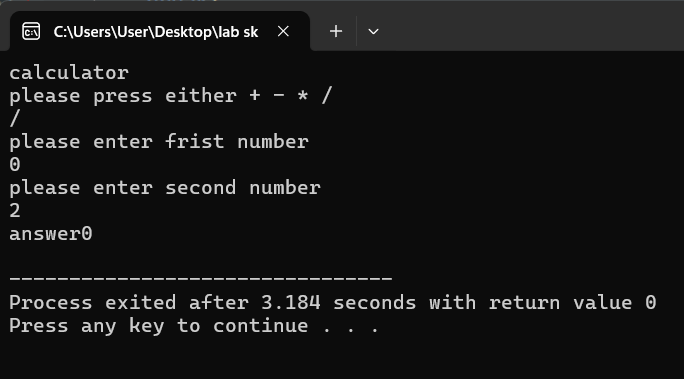 C:\Users\User\Desktop\lab sk
calculator
please press either + - * /
/
please enter frist number
0
please enter second number
2
answer0
--------------------------------
Process exited after 3.184 seconds with return value 0
Press any key to continue . . .